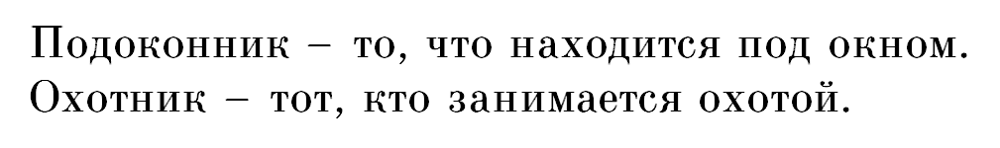 Подоконник – то, что находится под окном.
Охотник – тот, кто занимается охотой.